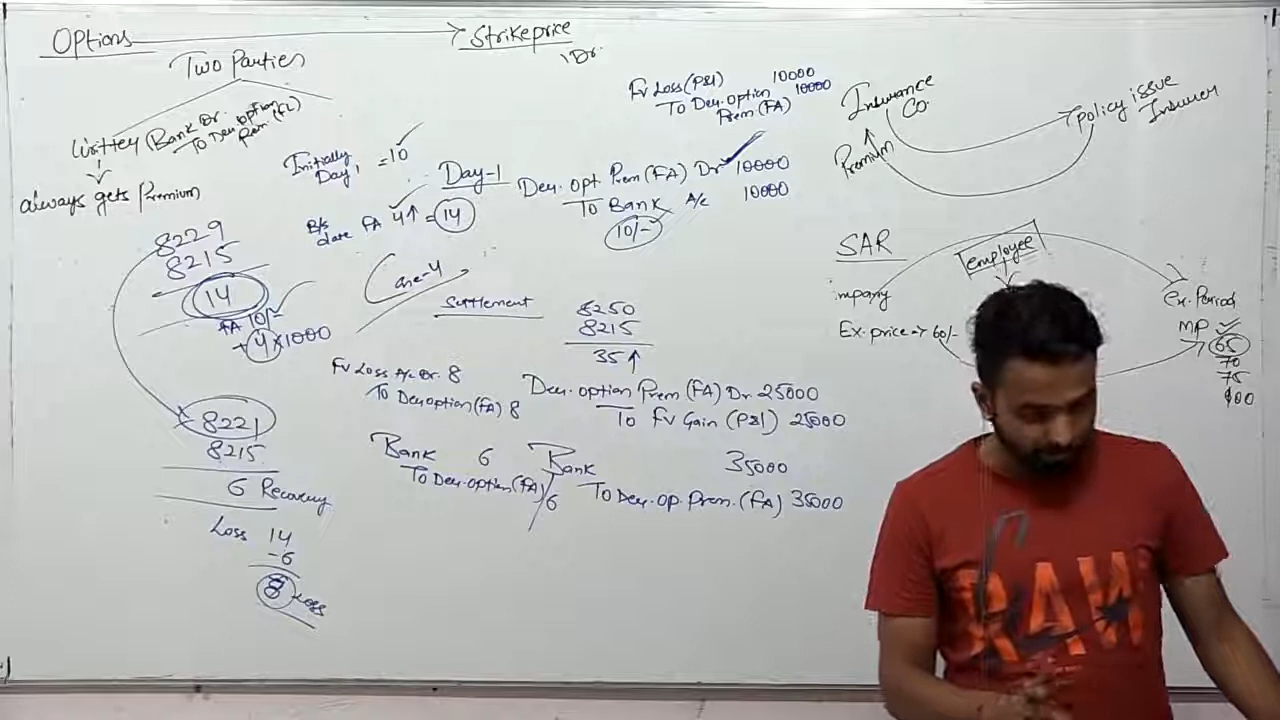 Options
Strikeprice
Dr.
Two Parties
Writter (Bank Dr.
To Der. option
Prem. (FL)
always gets Premium
Fv Loss (P&l) 10000
To Der. Option 10000
Prem (FA)
Insurance
Co.
Premium
Policy issue
Insurer
Initially
Day 1 = 10
B/s
date FA 4↑ = 14
Day-1
Der. Opt. Prem (FA) Dr 10000
To Bank A/c 10000
10/-
8229
8215
14
FA 10/-
+4 × 1000
Case-4
Settlement
8250
8215
35↑
SAR
Employee
mpany
Ex. price → 60/-
Ex. Period
MP
65
70
75
100
Fv Loss A/c Dr. 8
To Der option (FA) 8
Der. option Prem (FA) Dr 25000
To Fv Gain (P&l) 25000
8221
8215
6 Recovery
Loss 14
-6
8 Loss
Bank 6
To Der. option (FA) 6
Bank 35000
To Der. Op. Prem. (FA) 35000
RAW